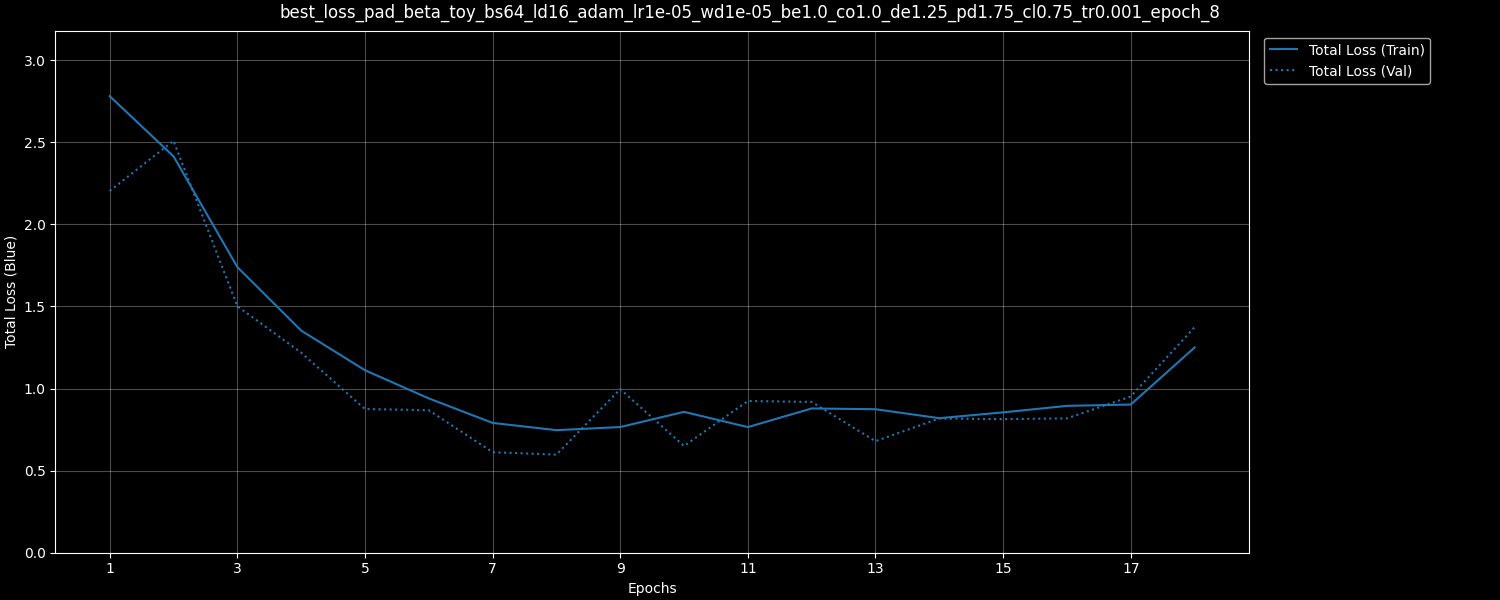 best_loss_pad_beta_toy_bs64_ld16_adam_lr1e-05_wd1e-05_be1.0_co1.0_de1.25_pd1.75_cl0.75_tr0.001_epoch_8
Total Loss (Train)
Total Loss (Val)
Total Loss (Blue)
3.0
2.5
2.0
1.5
1.0
0.5
0.0
1 3 5 7 9 11 13 15 17
Epochs